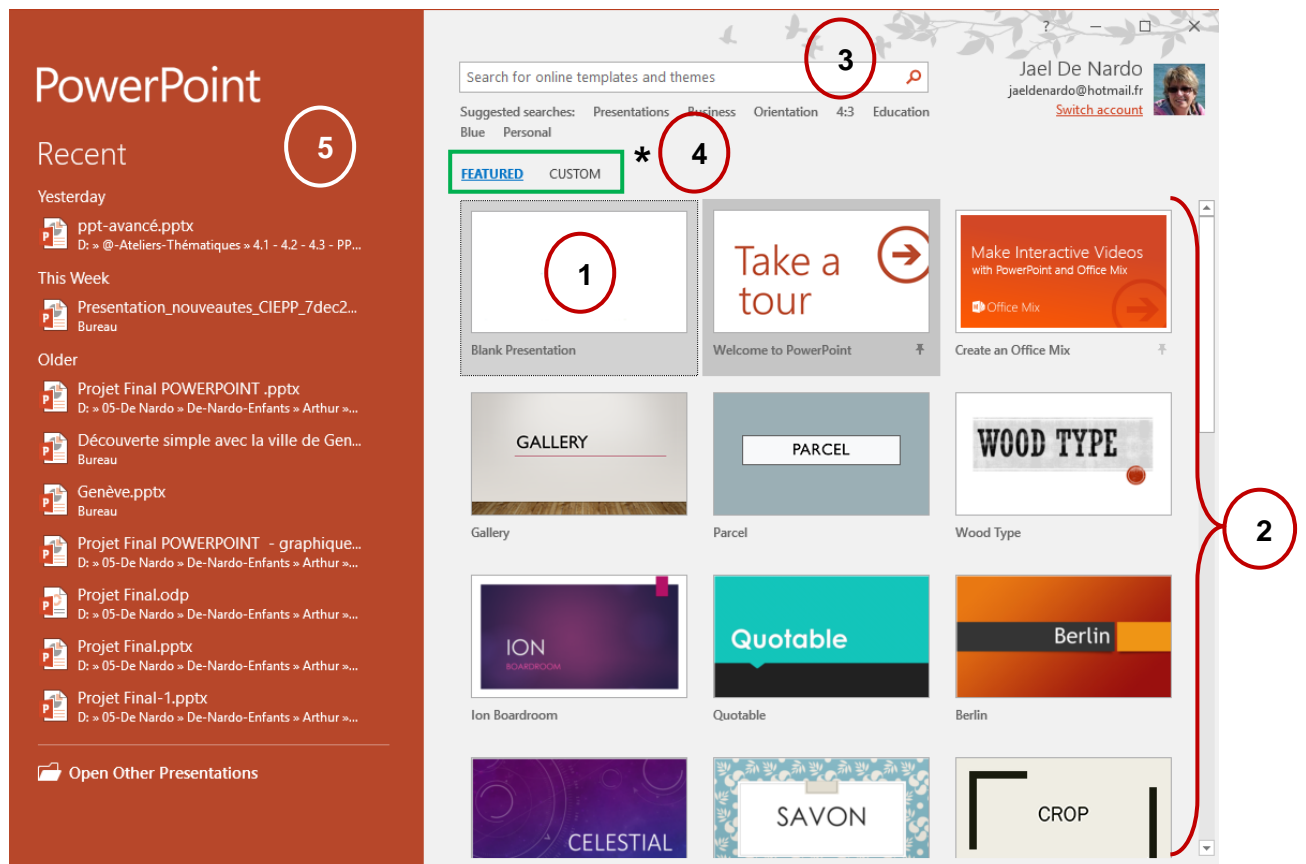 PowerPoint
Recent
5
Yesterday
ppt-avancé.pptx
D: » @-Ateliers-Thématiques » 4.1 - 4.2 - 4.3 - PP...
This Week
Presentation_nouveautes_CIEPP_7dec2...
Bureau
Older
Projet Final POWERPOINT .pptx
D: » 05-De Nardo » De-Nardo-Enfants » Arthur »...
Découverte simple avec la ville de Gen...
Bureau
Genève.pptx
Bureau
Projet Final POWERPOINT - graphique...
D: » 05-De Nardo » De-Nardo-Enfants » Arthur »...
Projet Final.odp
D: » 05-De Nardo » De-Nardo-Enfants » Arthur »...
Projet Final.pptx
D: » 05-De Nardo » De-Nardo-Enfants » Arthur »...
Projet Final-1.pptx
D: » 05-De Nardo » De-Nardo-Enfants » Arthur »...
Open Other Presentations
?
Search for online templates and themes
3
Jael De Nardo
jaeldenardo@hotmail.fr
Switch account
Suggested searches: Presentations Business Orientation 4:3 Education
Blue Personal
FEATURED CUSTOM
* 4
1
Blank Presentation
Take a
tour
Welcome to PowerPoint
Make Interactive Videos
with PowerPoint and Office Mix
Office Mix
Create an Office Mix
GALLERY
Gallery
PARCEL
Parcel
WOOD TYPE
Wood Type
2
ION
BOARDROOM
Ion Boardroom
Quotable
Quotable
Berlin
Berlin
CELESTIAL
SAVON
CROP